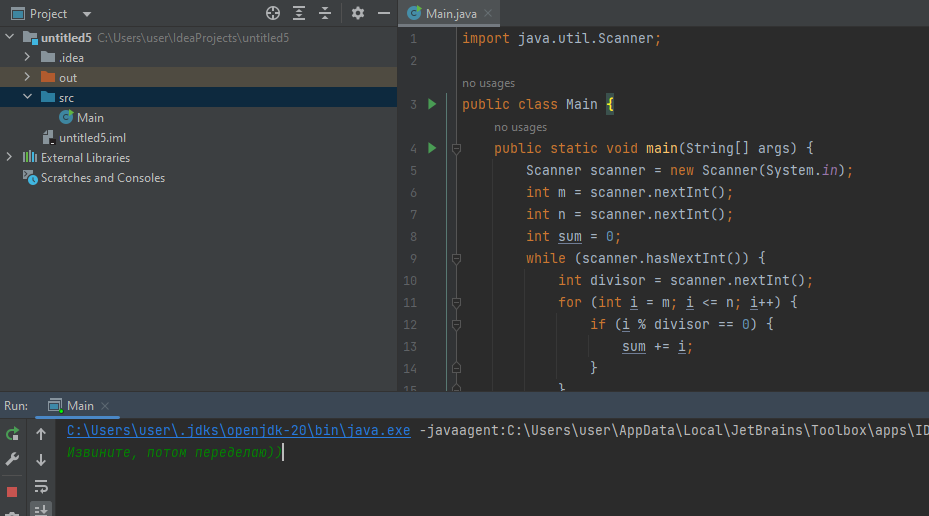 Project
Main.java
untitled5 C:\Users\user\IdeaProjects\untitled5
.idea
out
src
Main
untitled5.iml
External Libraries
Scratches and Consoles
1 import java.util.Scanner;
2
no usages
3 public class Main {
no usages
4 public static void main(String[] args) {
5 Scanner scanner = new Scanner(System.in);
6 int m = scanner.nextInt();
7 int n = scanner.nextInt();
8 int sum = 0;
9 while (scanner.hasNextInt()) {
10 int divisor = scanner.nextInt();
11 for (int i = m; i <= n; i++) {
12 if (i % divisor == 0) {
13 sum += i;
14 }
15 }
Run: Main
C:\Users\user\.jdks\openjdk-20\bin\java.exe -javaagent:C:\Users\user\AppData\Local\JetBrains\Toolbox\apps\ID
Извините, потом переделаю))